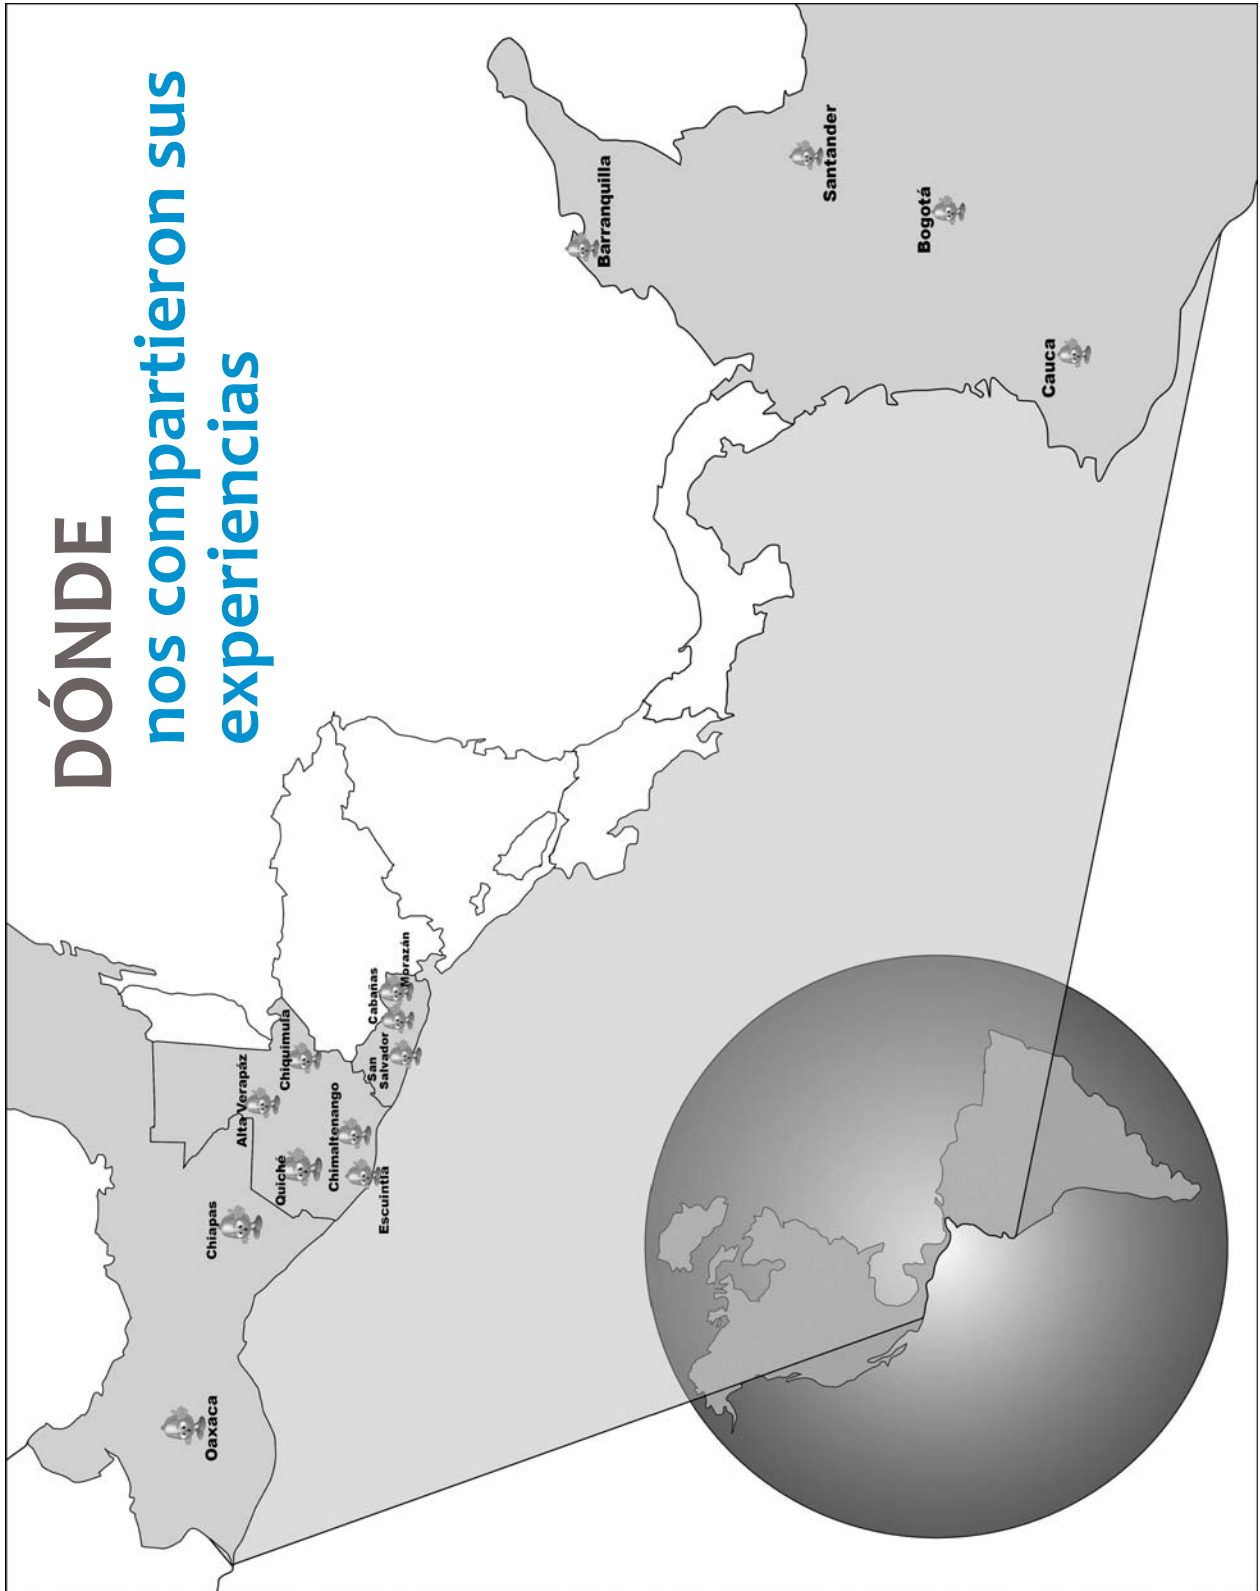 DÓNDE
nos compartieron sus
experiencias
Oaxaca
Chiapas
Quiché
Alta Verapáz
Chiquimula
Chimaltenango
Escuintla
San
Salvador
Cabañas
Morazán
Barranquilla
Santander
Bogotá
Cauca